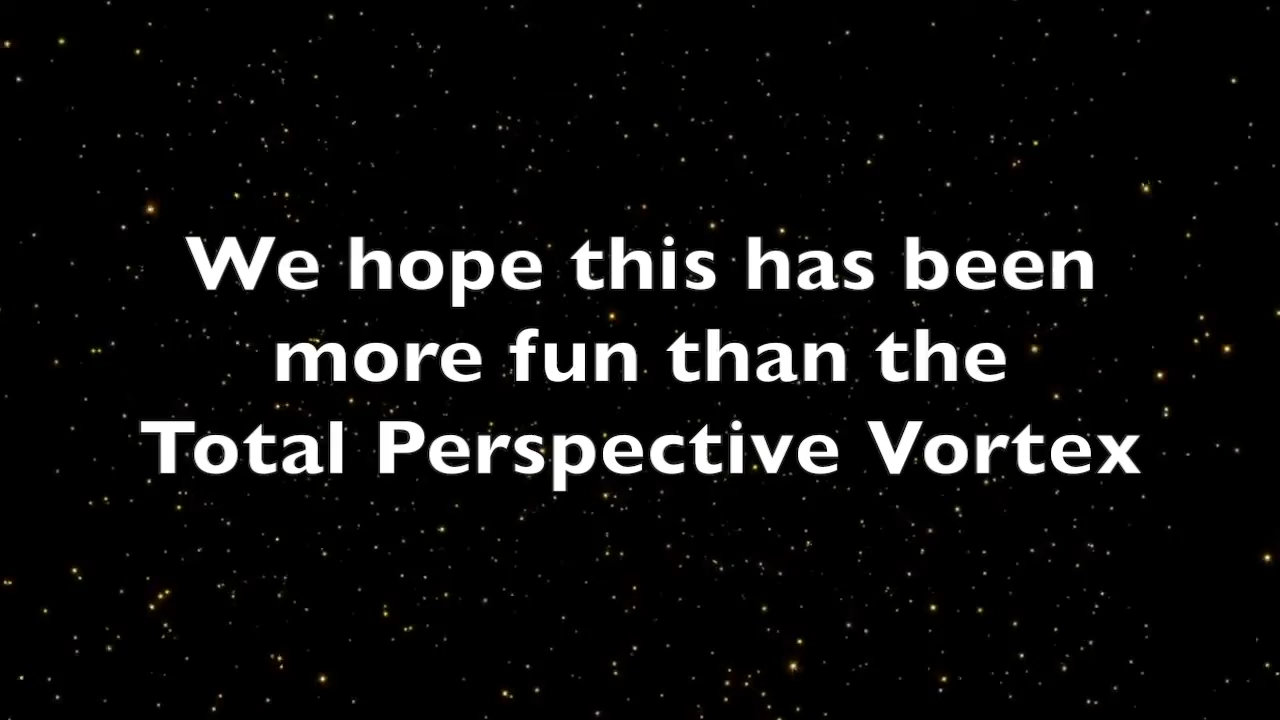 We hope this has been
more fun than the
Total Perspective Vortex